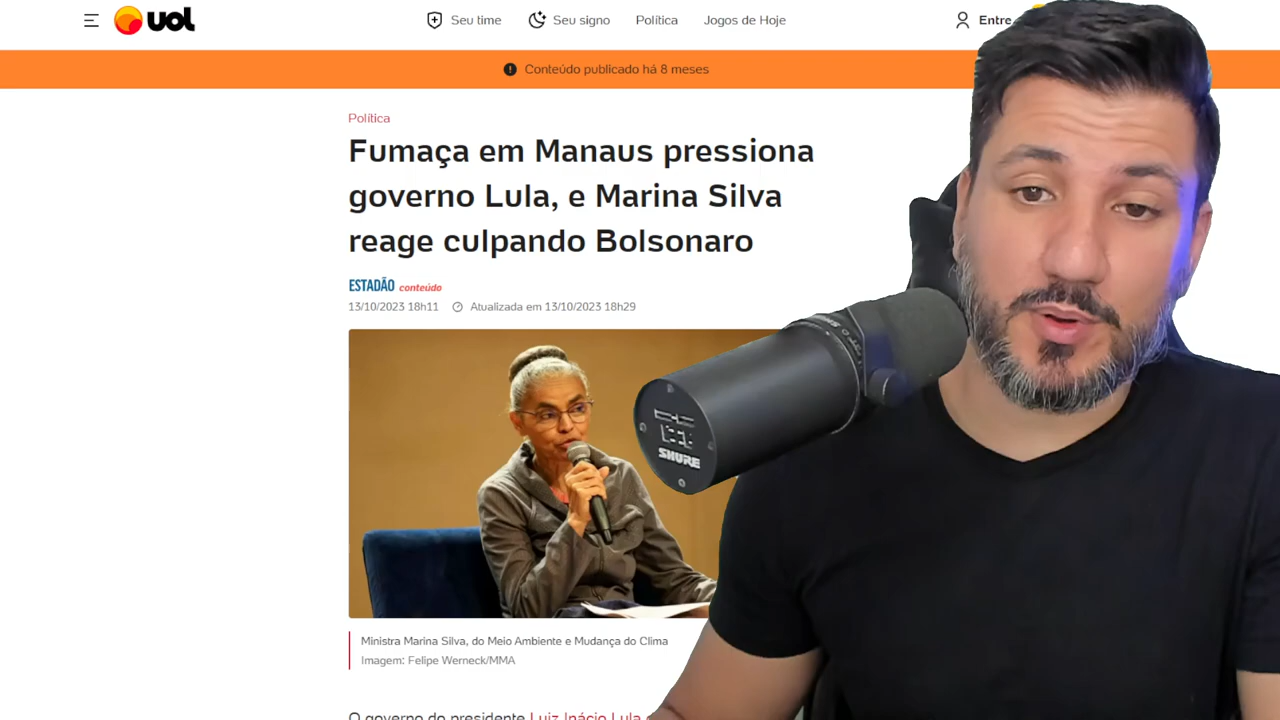 uol
Seu time
Seu signo
Política
Jogos de Hoje
Entre
Conteúdo publicado há 8 meses
Política
Fumaça em Manaus pressiona
governo Lula, e Marina Silva
reage culpando Bolsonaro
ESTADÃO conteúdo
13/10/2023 18h11 Atualizada em 13/10/2023 18h29
SHURE
Ministra Marina Silva, do Meio Ambiente e Mudança do Clima
Imagem: Felipe Werneck/MMA
O governo do presidente Luiz Inácio Lula